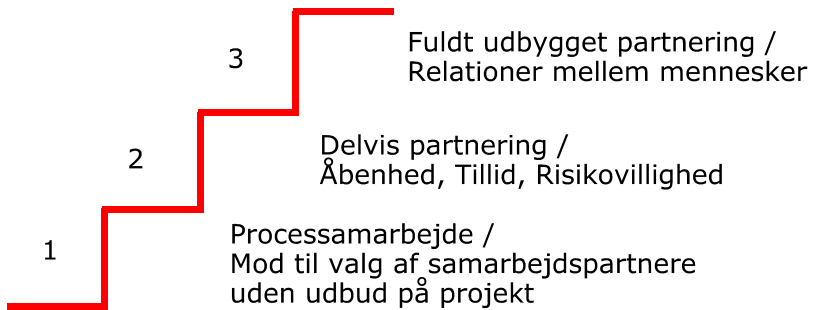 3
Fuldt udbygget partnering /
Relationer mellem mennesker
2
Delvis partnering /
Åbenhed, Tillid, Risikovillighed
1
Processamarbejde /
Mod til valg af samarbejdspartnere
uden udbud på projekt